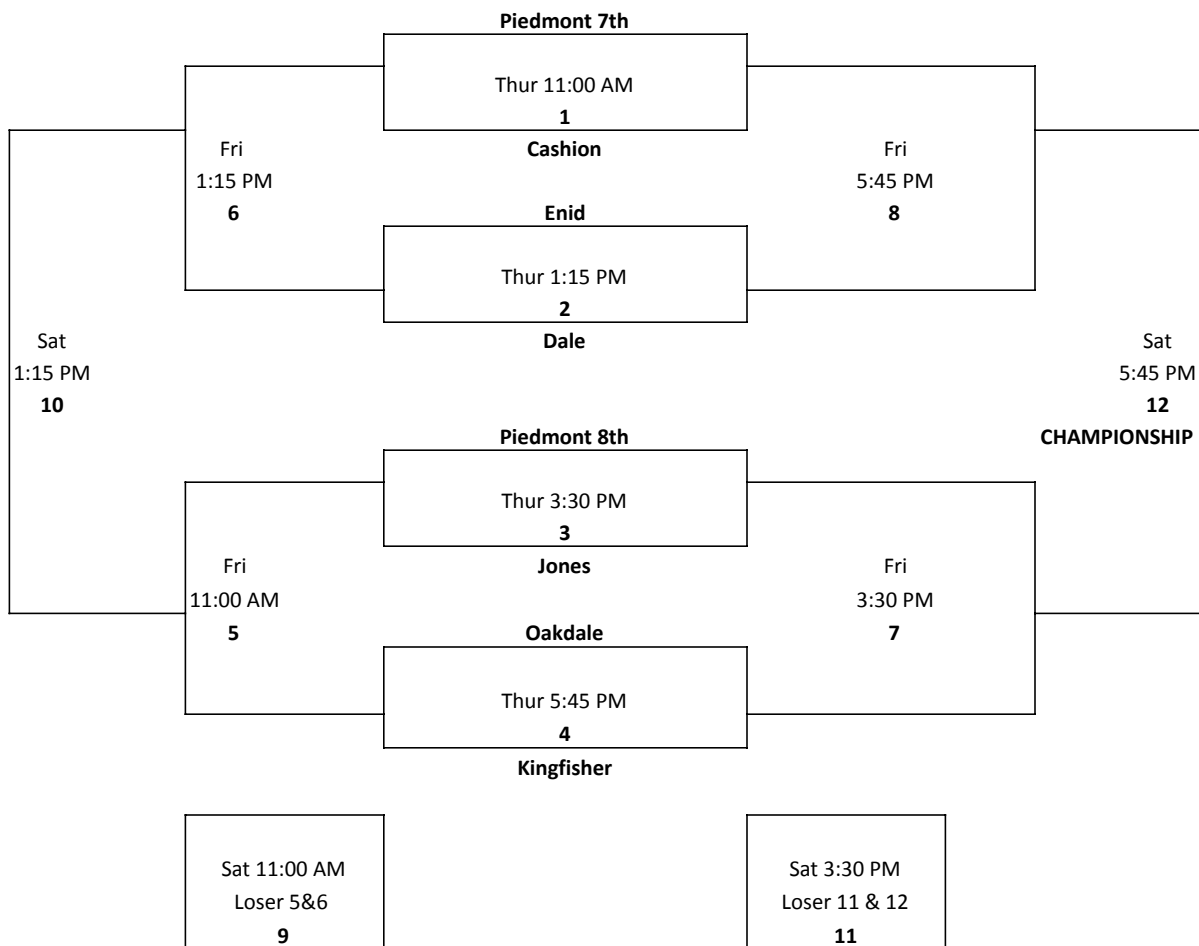 Piedmont 7th
Thur 11:00 AM
1
Cashion
Fri
1:15 PM
6
Fri
5:45 PM
8
Enid
Thur 1:15 PM
2
Dale
Sat
1:15 PM
10
Sat
5:45 PM
12
CHAMPIONSHIP
Piedmont 8th
Thur 3:30 PM
3
Jones
Fri
11:00 AM
5
Fri
3:30 PM
7
Oakdale
Thur 5:45 PM
4
Kingfisher
Sat 11:00 AM
Loser 5&6
9
Sat 3:30 PM
Loser 11 & 12
11